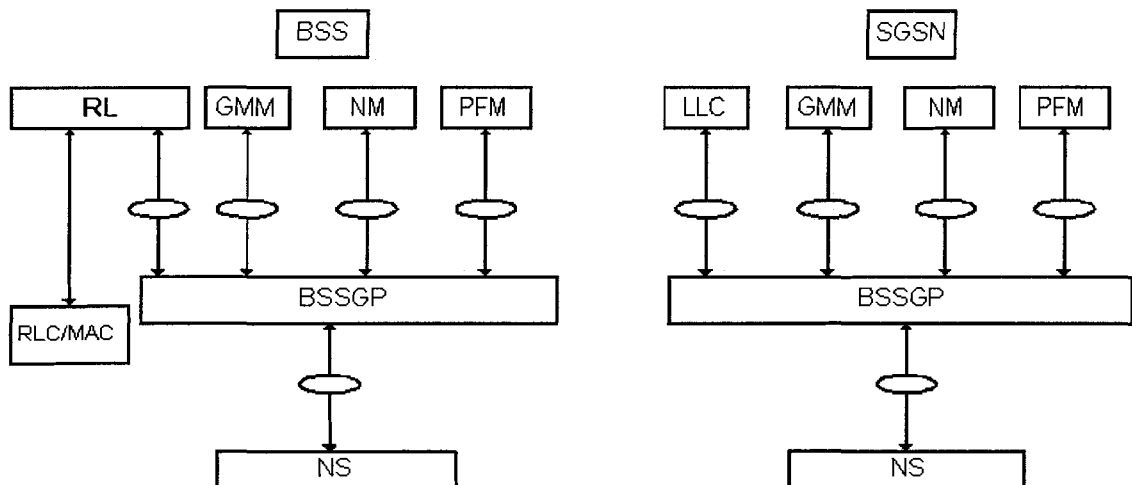 BSS
SGSN
RL
GMM
NM
PFM
LLC
GMM
NM
PFM
BSSGP
BSSGP
RLC/MAC
NS
NS